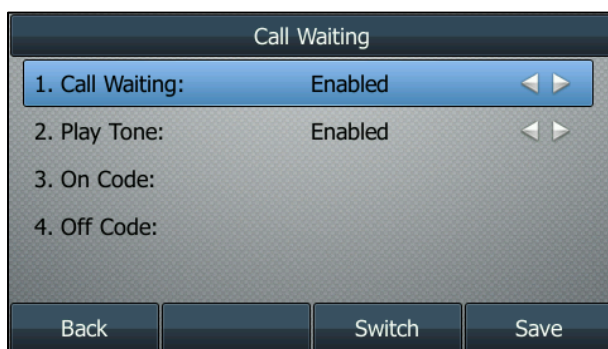 Call Waiting
1. Call Waiting: Enabled
2. Play Tone: Enabled
3. On Code:
4. Off Code:
Back Switch Save